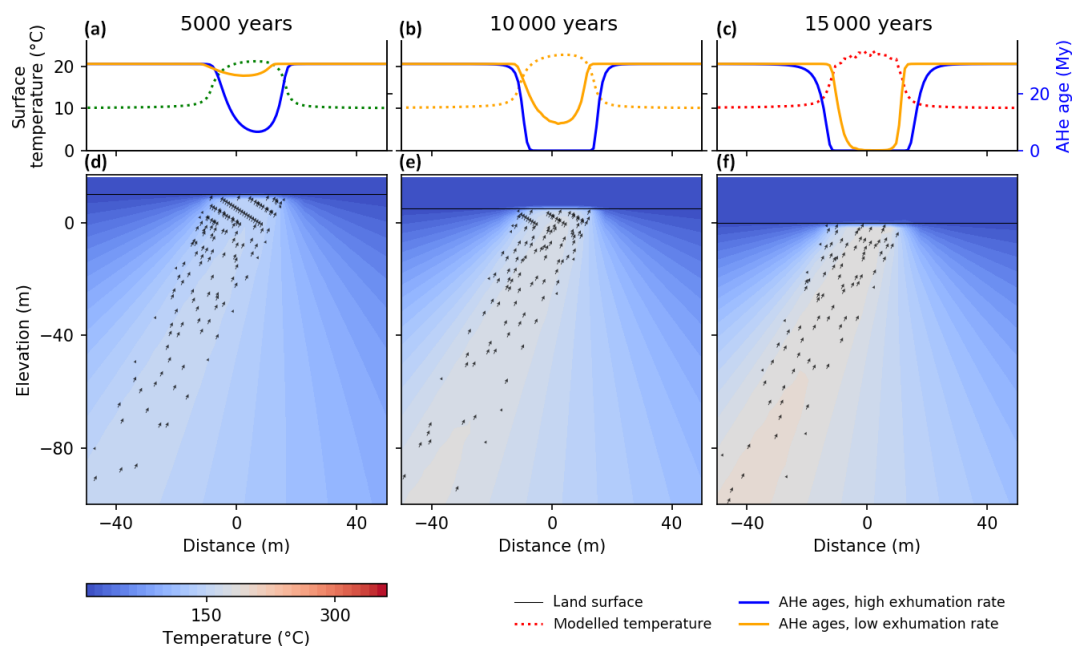 5000 years
10 000 years
15 000 years
(a)
(b)
(c)
Surface
temperature (°C)
20
10
0
AHe age (My)
20
0
(d)
(e)
(f)
Elevation (m)
0
−40
−80
−40
0
40
−40
0
40
−40
0
40
Distance (m)
Distance (m)
Distance (m)
150
300
Temperature (°C)
Land surface
Modelled temperature
AHe ages, high exhumation rate
AHe ages, low exhumation rate